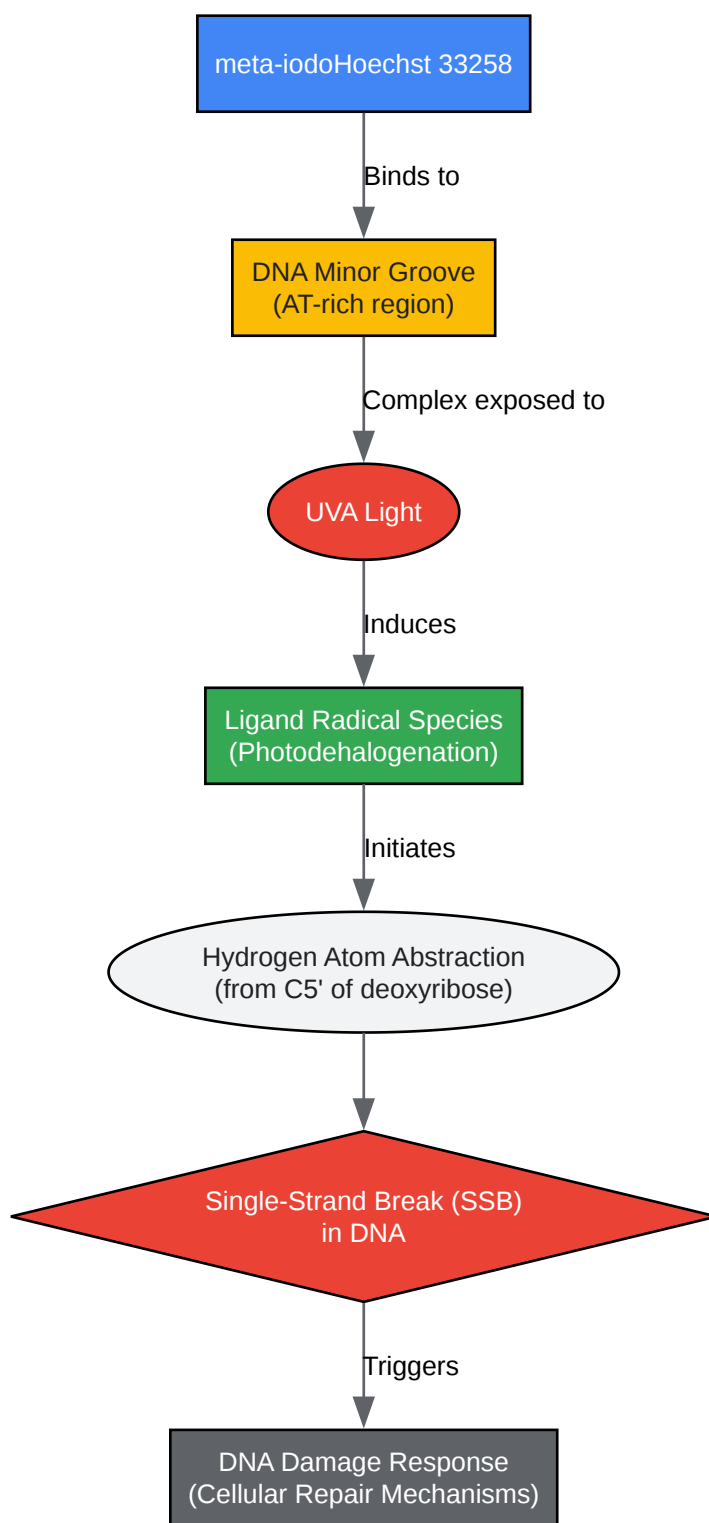 meta-iodoHoechst 33258
Binds to
DNA Minor Groove
(AT-rich region)
Complex exposed to
UVA Light
Induces
Ligand Radical Species
(Photodehalogenation)
Initiates
Hydrogen Atom Abstraction
(from C5' of deoxyribose)
Single-Strand Break (SSB)
in DNA
Triggers
DNA Damage Response
(Cellular Repair Mechanisms)